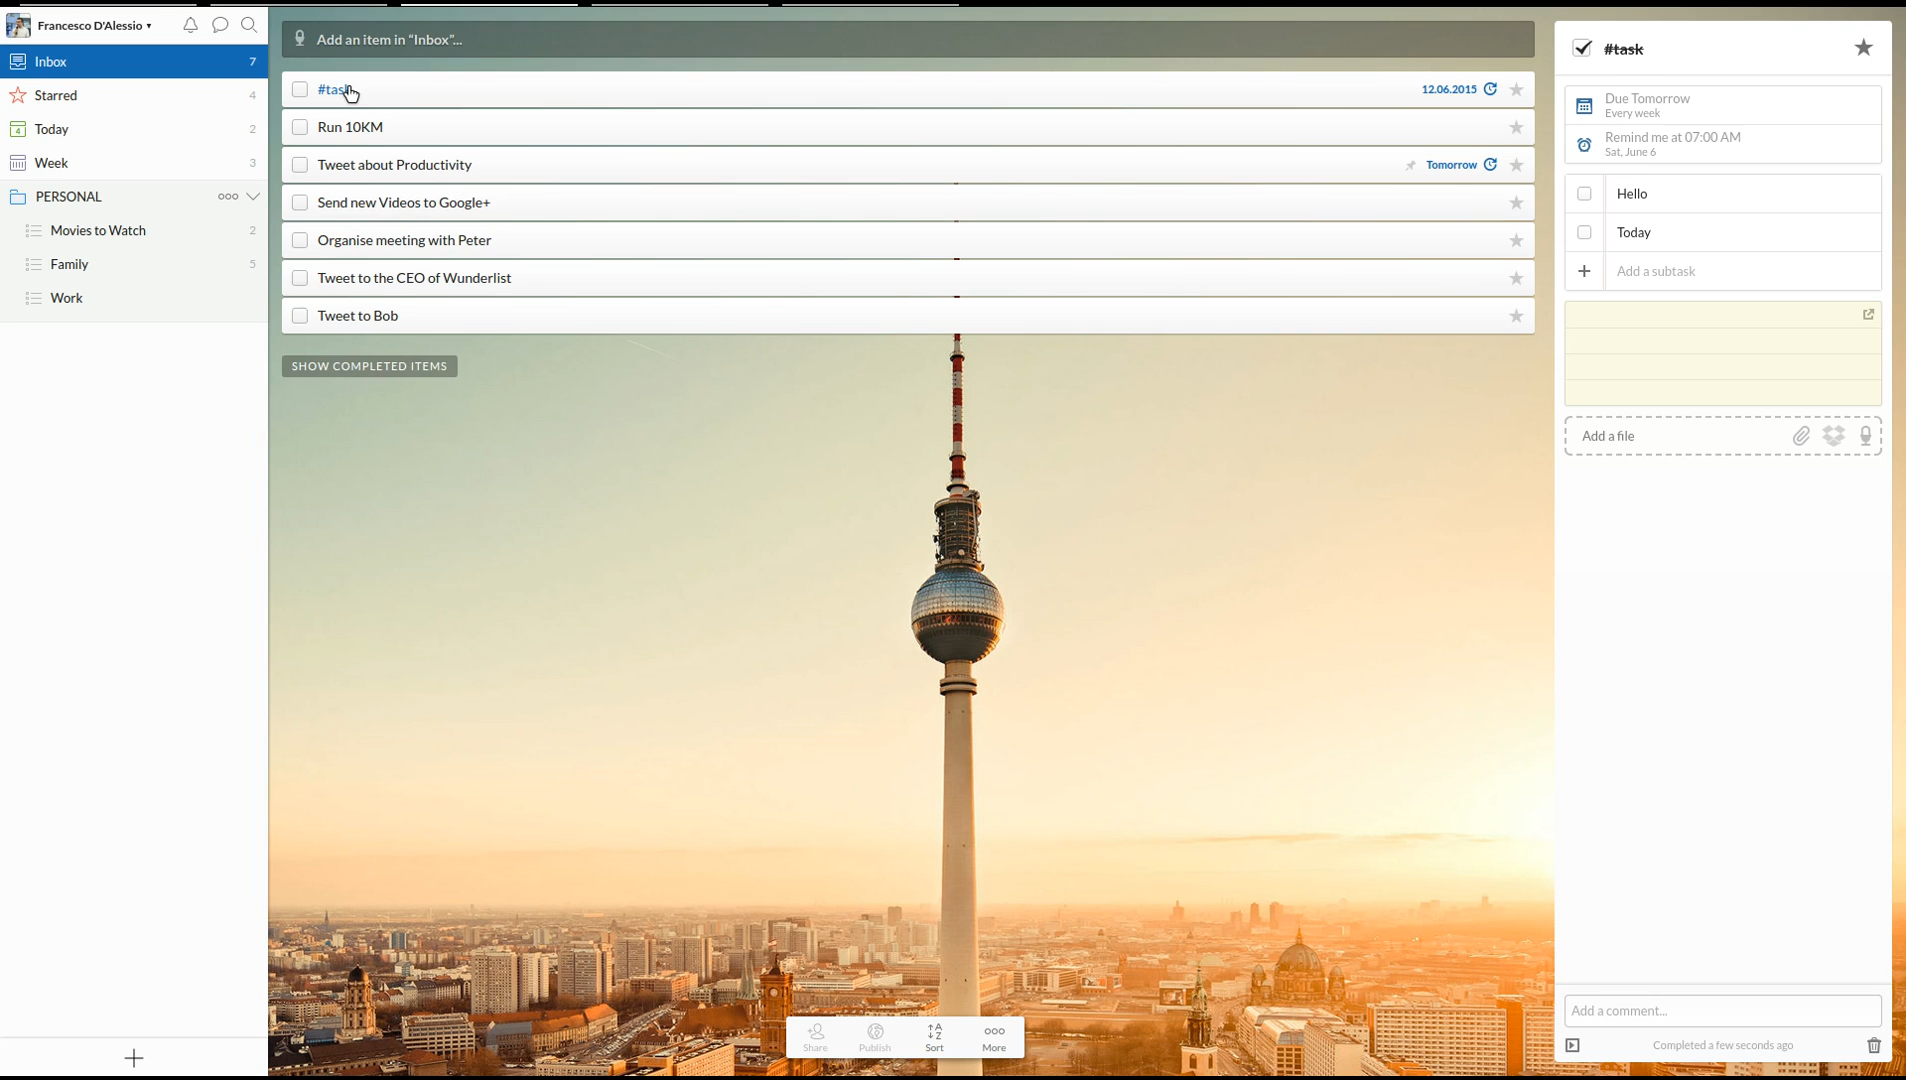 Francesco D'Alessio
Inbox 7
Starred 4
4 Today 2
Week 3
PERSONAL
Movies to Watch 2
Family 5
Work
Add an item in “Inbox”...
#task 12.06.2015
Run 10KM
Tweet about Productivity Tomorrow
Send new Videos to Google+
Organise meeting with Peter
Tweet to the CEO of Wunderlist
Tweet to Bob
SHOW COMPLETED ITEMS
Share Publish Sort More
#task
Due Tomorrow
Every week
Remind me at 07:00 AM
Sat, June 6
Hello
Today
Add a subtask
Add a file
Add a comment...
Completed a few seconds ago